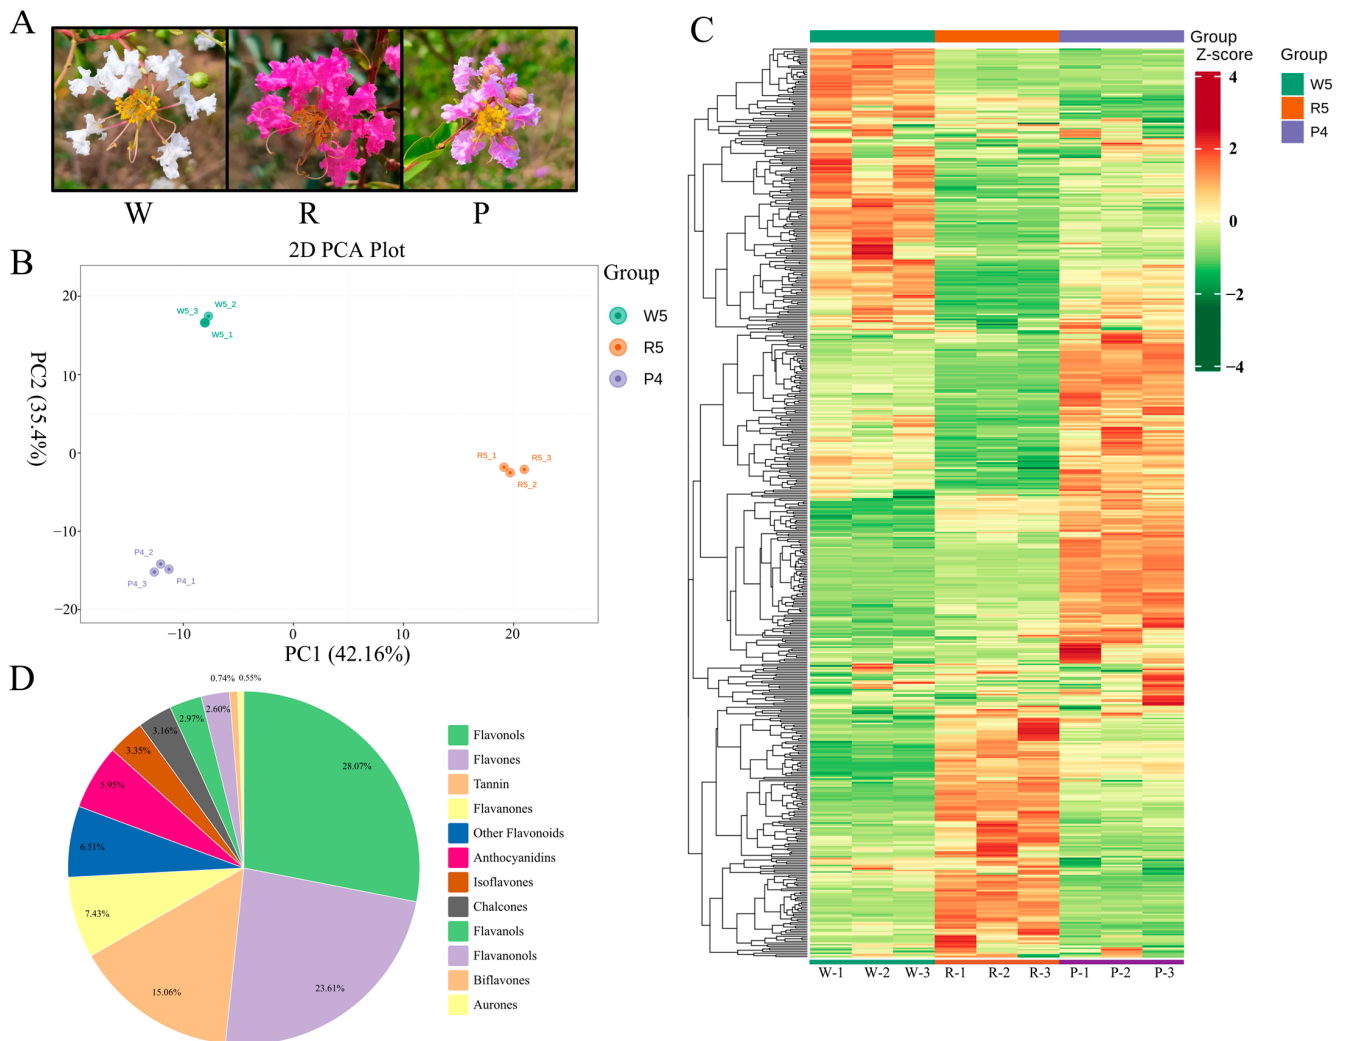 A
W
R
P
B
2D PCA Plot
PC2 (35.4%)
20
10
0
−10
−20
W5_3
W5_2
W5_1
R5_1
R5_3
R5_2
P4_2
P4_3
P4_1
−10
0
10
20
PC1 (42.16%)
Group
W5
R5
P4
C
Group
Z-score
4
2
0
−2
−4
Group
W5
R5
P4
W-1
W-2
W-3
R-1
R-2
R-3
P-1
P-2
P-3
D
28.07%
23.61%
15.06%
7.43%
6.51%
5.95%
3.35%
3.16%
2.97%
2.60%
0.74%
0.55%
Flavonols
Flavones
Tannin
Flavanones
Other Flavonoids
Anthocyanidins
Isoflavones
Chalcones
Flavanols
Flavanonols
Biflavones
Aurones